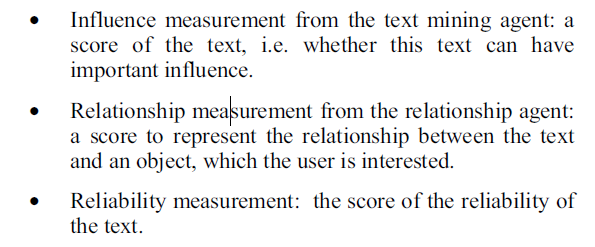 • Influence measurement from the text mining agent: a
score of the text, i.e. whether this text can have
important influence.
• Relationship measurement from the relationship agent:
a score to represent the relationship between the text
and an object, which the user is interested.
• Reliability measurement:  the score of the reliability of
the text.